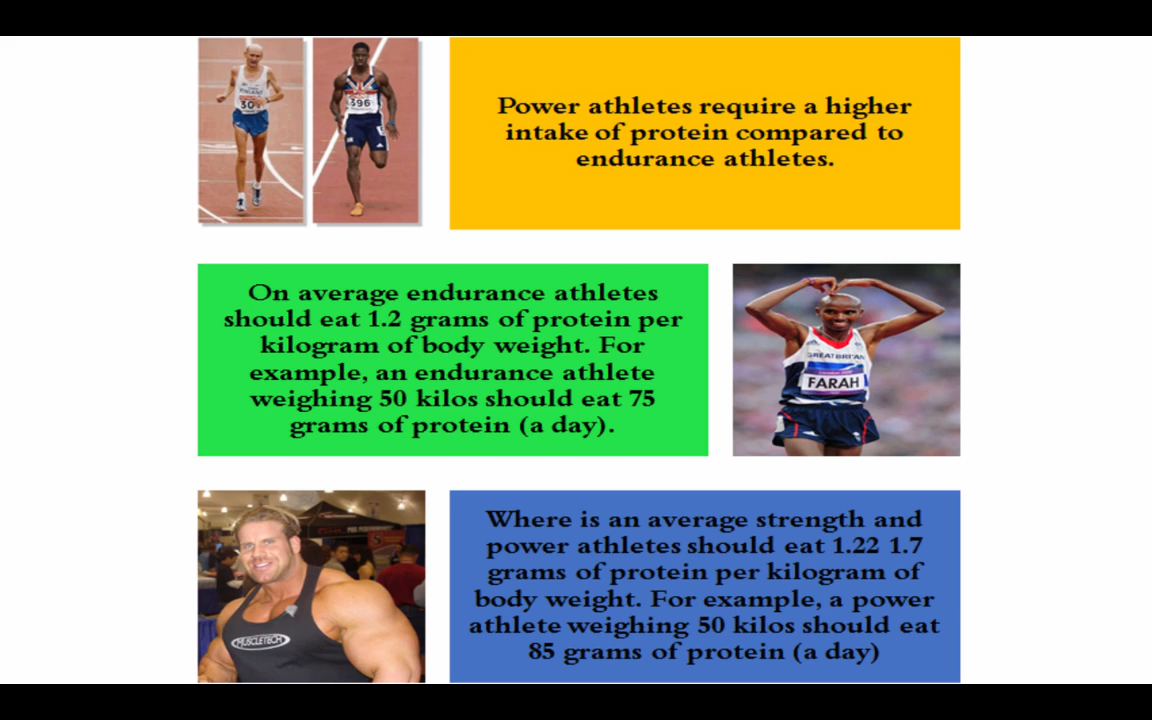 Power athletes require a higher
intake of protein compared to
endurance athletes.
On average endurance athletes
should eat 1.2 grams of protein per
kilogram of body weight. For
example, an endurance athlete
weighing 50 kilos should eat 75
grams of protein (a day).
GREAT BRITAIN
FARAH
396
MUSCLETECH
Where is an average strength and
power athletes should eat 1.22 1.7
grams of protein per kilogram of
body weight. For example, a power
athlete weighing 50 kilos should eat
85 grams of protein (a day)